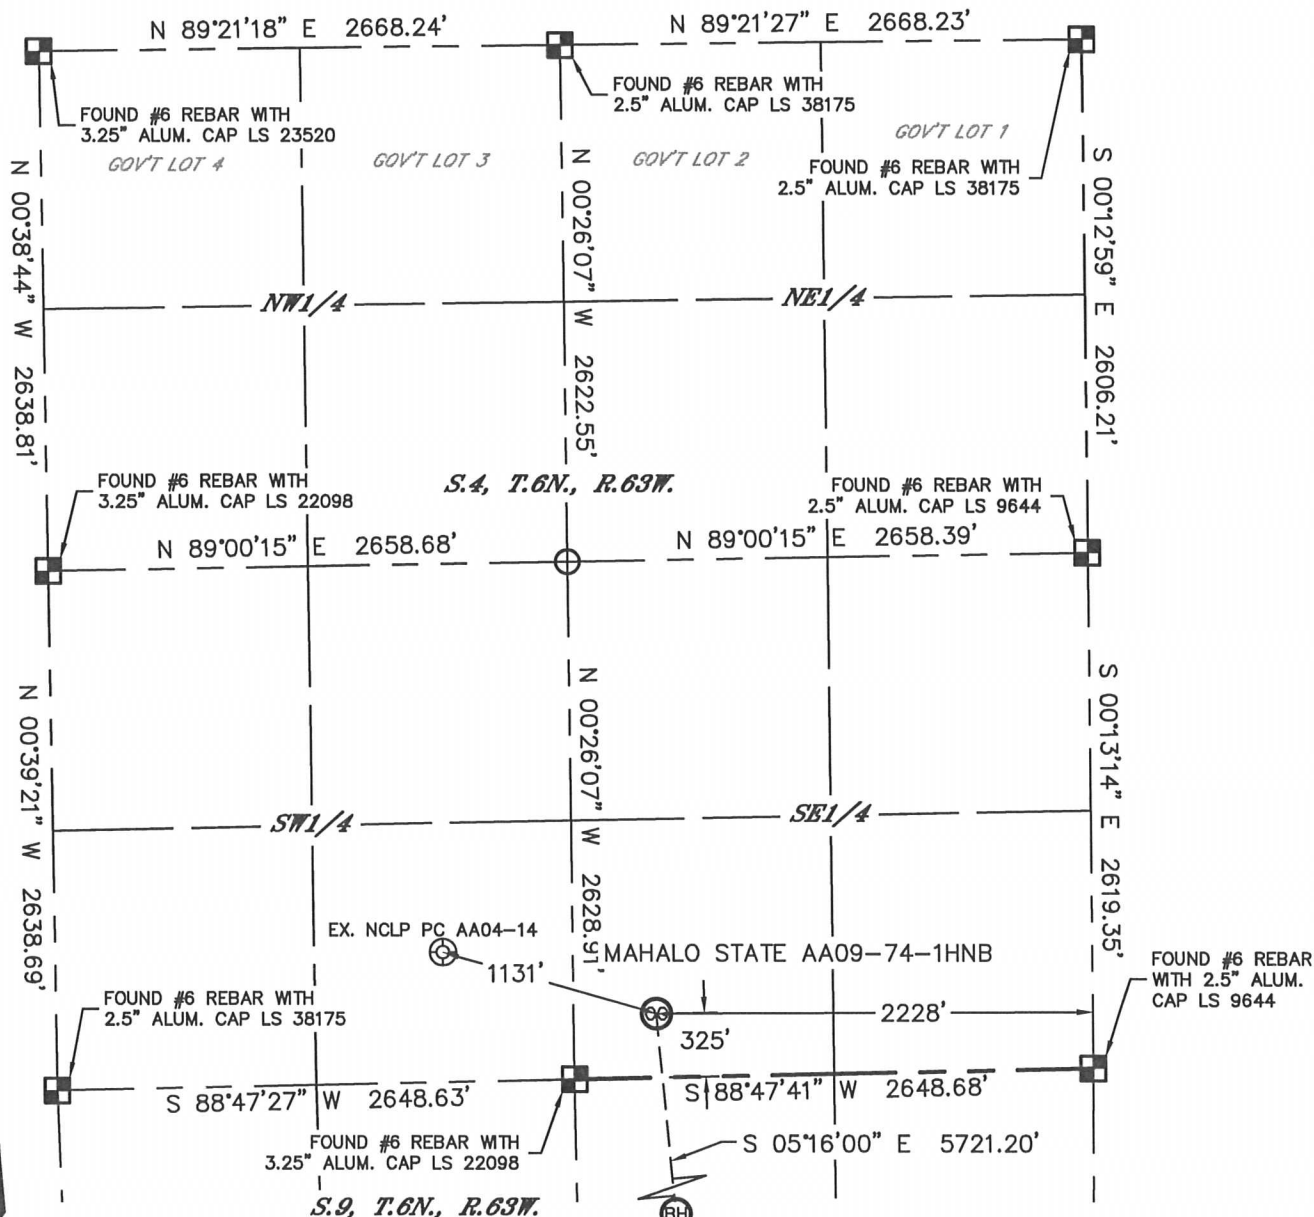 N 89°21'18" E 2668.24'
N 89°21'27" E 2668.23'
FOUND #6 REBAR WITH
3.25" ALUM. CAP LS 23520
FOUND #6 REBAR WITH
2.5" ALUM. CAP LS 38175
GOV'T LOT 1
GOV'T LOT 4
GOV'T LOT 3
GOV'T LOT 2
FOUND #6 REBAR WITH
2.5" ALUM. CAP LS 38175
N 00°38'44" W 2638.81'
N 00°26'07" W 2622.55'
S 00°12'59" E 2606.21'
NW1/4
NE1/4
FOUND #6 REBAR WITH
3.25" ALUM. CAP LS 22098
S.4, T.6N., R.63W.
FOUND #6 REBAR WITH
2.5" ALUM. CAP LS 9644
N 89°00'15" E 2658.68'
N 89°00'15" E 2658.39'
N 00°39'21" W 2638.69'
N 00°26'07" W 2628.91'
S 00°13'14" E 2619.35'
SW1/4
SE1/4
EX. NCLP PC AA04-14
1131'
MAHALO STATE AA09-74-1HNB
FOUND #6 REBAR
WITH 2.5" ALUM.
CAP LS 9644
FOUND #6 REBAR WITH
2.5" ALUM. CAP LS 38175
2228'
325'
S 88°47'27" W 2648.63'
S 88°47'41" W 2648.68'
FOUND #6 REBAR WITH
3.25" ALUM. CAP LS 22098
S 05°16'00" E 5721.20'
S.9, T.6N., R.63W.
BH